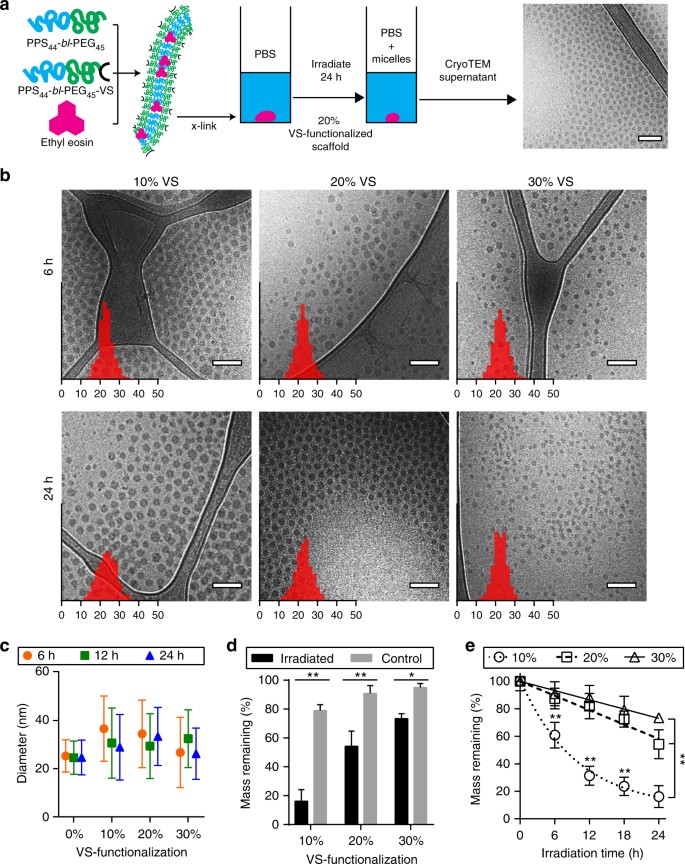 a
PPS44-bl-PEG45
PPS44-bl-PEG45-VS
Ethyl eosin
x-link
PBS
Irradiate
24 h
20%
VS-functionalized
scaffold
PBS
+
micelles
CryoTEM
supernatant
b
10% VS
20% VS
30% VS
6 h
0 10 20 30 40 50
0 10 20 30 40 50
0 10 20 30 40 50
24 h
0 10 20 30 40 50
0 10 20 30 40 50
0 10 20 30 40 50
c
6 h 12 h 24 h
Diameter (nm)
60
40
20
0
0% 10% 20% 30%
VS-functionalization
d
Irradiated Control
Mass remaining (%)
100
80
60
40
20
0
** ** *
10% 20% 30%
VS-functionalization
e
10% 20% 30%
Mass remaining (%)
100
80
60
40
20
0
**
**
**
**
0 6 12 18 24
Irradiation time (h)